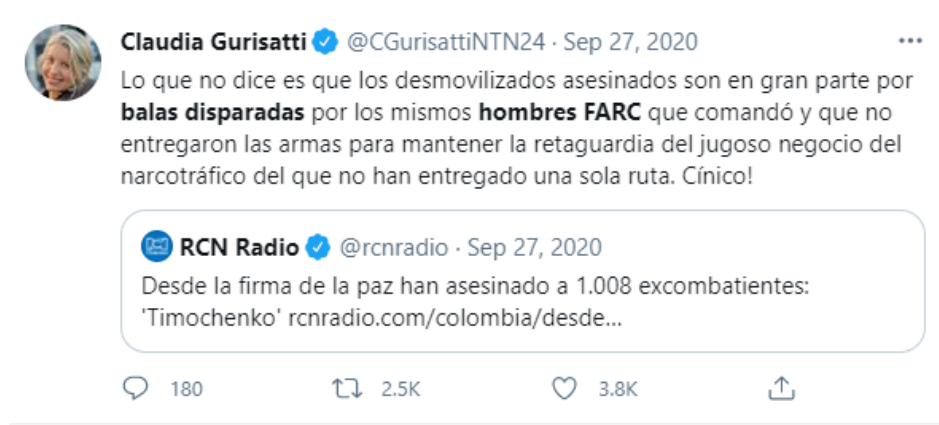 Claudia Gurisatti @CGurisattiNTN24 · Sep 27, 2020
Lo que no dice es que los desmovilizados asesinados son en gran parte por
balas disparadas por los mismos hombres FARC que comandó y que no
entregaron las armas para mantener la retaguardia del jugoso negocio del
narcotráfico del que no han entregado una sola ruta. Cínico!
RCN Radio @rcnradio · Sep 27, 2020
Desde la firma de la paz han asesinado a 1.008 excombatientes:
'Timochenko' rcnradio.com/colombia/desde...
180 2.5K 3.8K